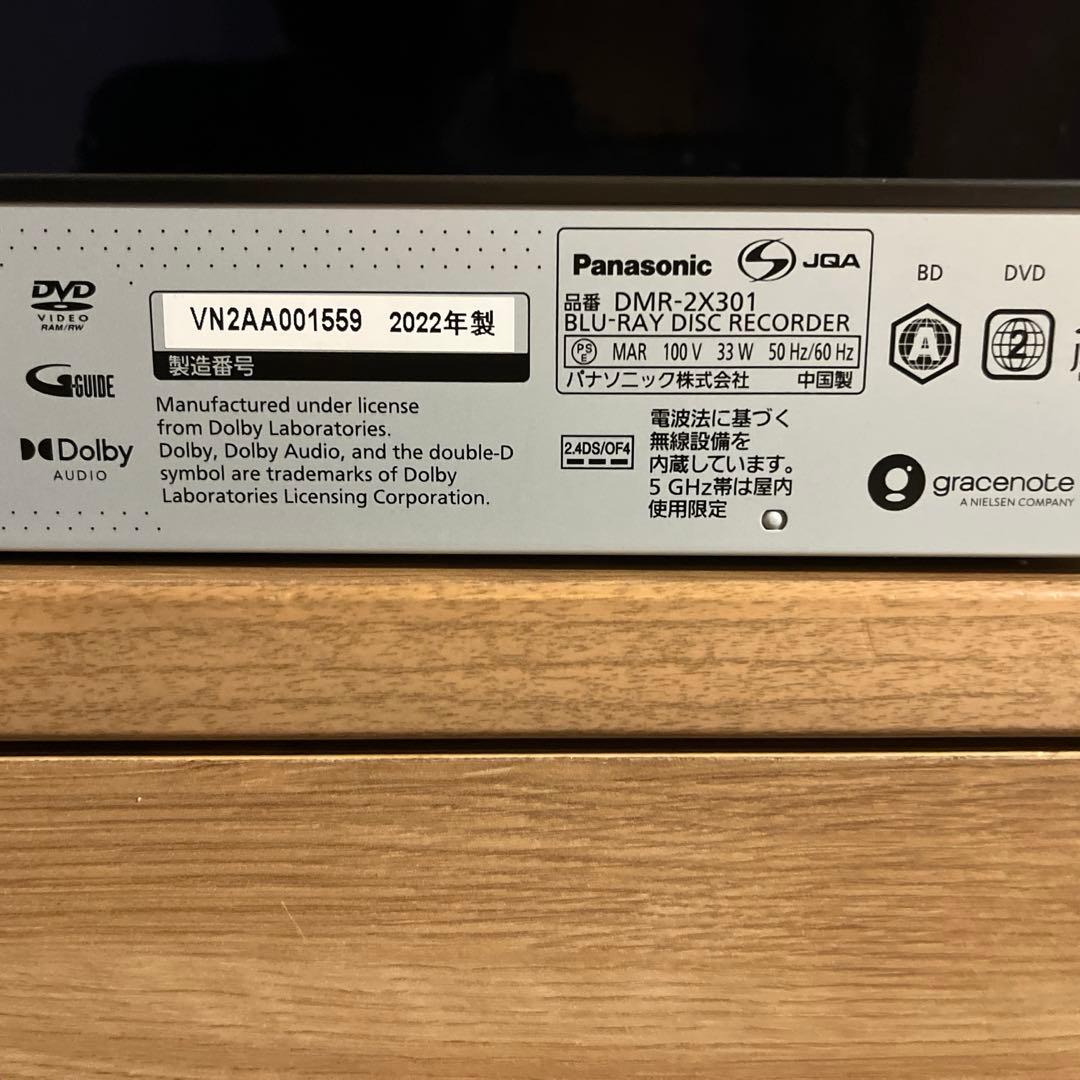 DVD
VIDEO
RAM/RW
G-GUIDE
Dolby
AUDIO
VN2AA001559 2022年製
製造番号
Manufactured under license
from Dolby Laboratories.
Dolby, Dolby Audio, and the double-D
symbol are trademarks of Dolby
Laboratories Licensing Corporation.
Panasonic S JQA
品番 DMR-2X301
BLU-RAY DISC RECORDER
PS E MAR 100 V 33 W 50 Hz/60 Hz
パナソニック株式会社 中国製
2.4DS/OF4
電波法に基づく
無線設備を
内蔵しています。
5 GHz帯は屋内
使用限定
BD DVD
A 2
gracenote
A NIELSEN COMPANY